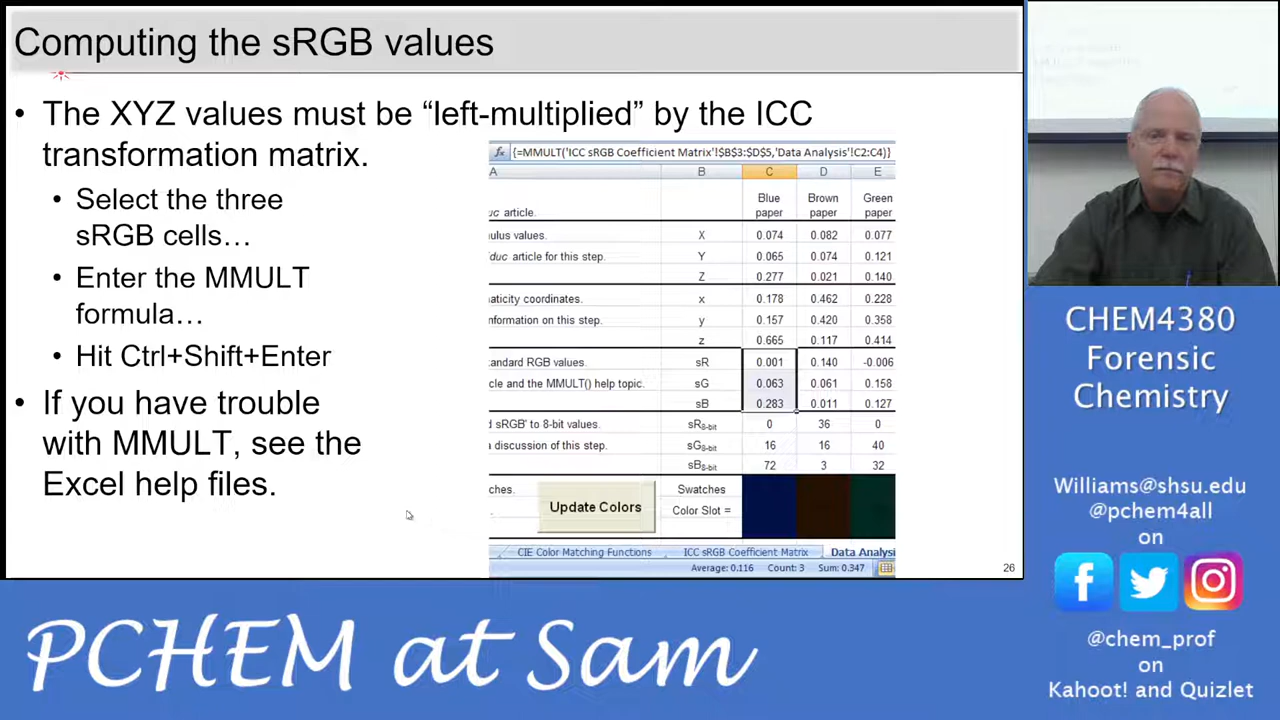 Computing the sRGB values
• The XYZ values must be “left-multiplied” by the ICC
transformation matrix.
• Select the three
sRGB cells…
• Enter the MMULT
formula…
• Hit Ctrl+Shift+Enter
• If you have trouble
with MMULT, see the
Excel help files.
fx {=MMULT('ICC sRGB Coefficient Matrix'!$B$3:$D$5,'Data Analysis'!C2:C4)}
A B C D E
Blue Brown Green
uc article. paper paper paper
nulus values. X 0.074 0.082 0.077
duc article for this step. Y 0.065 0.074 0.121
Z 0.277 0.021 0.140
naticity coordinates. x 0.178 0.462 0.228
nformation on this step. y 0.157 0.420 0.358
z 0.665 0.117 0.414
tandard RGB values. sR 0.001 0.140 -0.006
icle and the MMULT() help topic. sG 0.063 0.061 0.158
sB 0.283 0.011 0.127
d sRGB' to 8-bit values. sR8-bit 0 36 0
a discussion of this step. sG8-bit 16 16 40
sB8-bit 72 3 32
ches. Update Colors Swatches
Color Slot =
CIE Color Matching Functions ICC sRGB Coefficient Matrix Data Analysi
Average: 0.116 Count: 3 Sum: 0.347
26
CHEM4380
Forensic
Chemistry
Williams@shsu.edu
@pchem4all
on
@chem_prof
on
Kahoot! and Quizlet
PCHEM at Sam